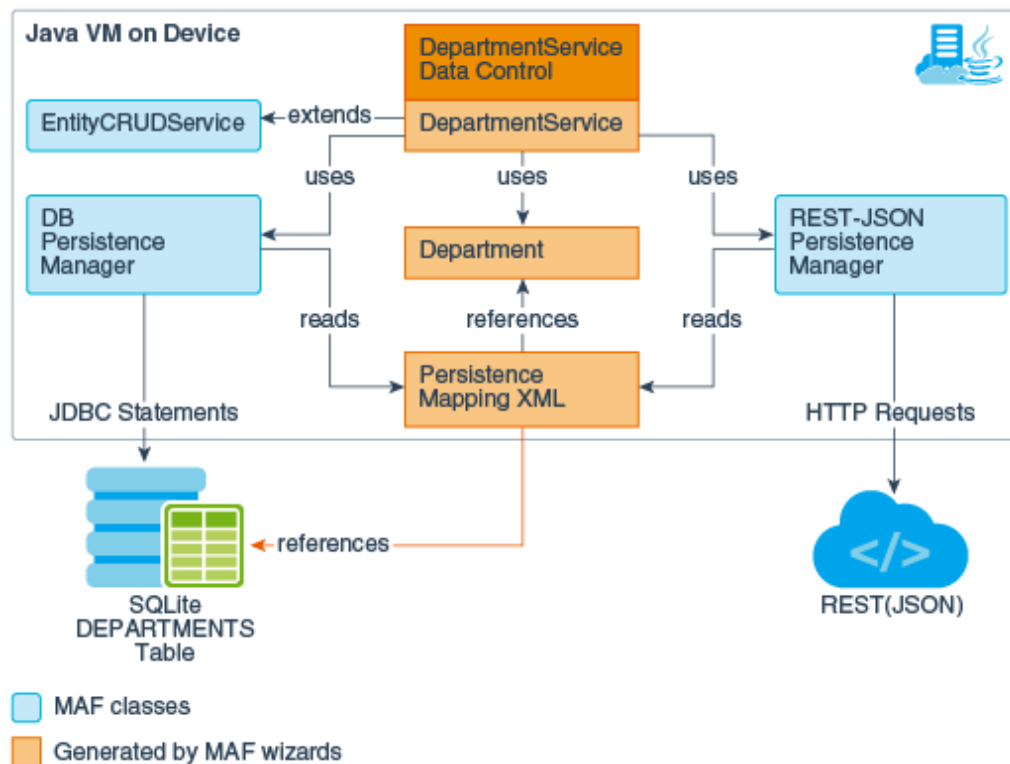 Java VM on Device
DepartmentService
Data Control
EntityCRUDService
extends
DepartmentService
uses
uses
uses
DB
Persistence
Manager
Department
REST-JSON
Persistence
Manager
reads
references
reads
Persistence
Mapping XML
JDBC Statements
HTTP Requests
references
</>
SQLite
DEPARTMENTS
Table
REST(JSON)
MAF classes
Generated by MAF wizards